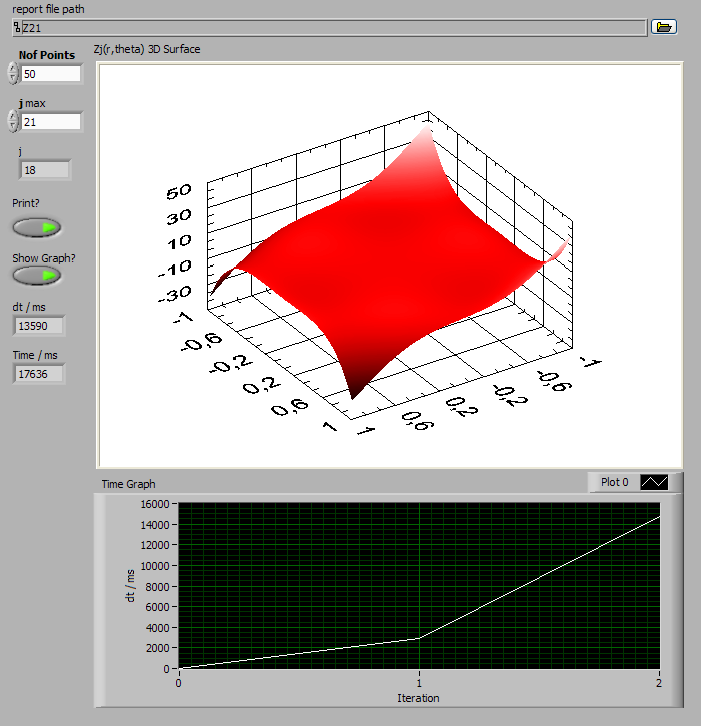 report file path
Z21
Nof Points
50
Zj(r,theta) 3D Surface
j max
21
j
18
Print?
Show Graph?
dt / ms
13590
Time / ms
17636
50
30
10
-10
-30
-1
-0,6
-0,2
0,2
0,6
1
1
0,6
0,2
-0,2
-0,6
-1
Time Graph
Plot 0
16000
14000
12000
10000
8000
6000
4000
2000
0
dt / ms
0
1
2
Iteration